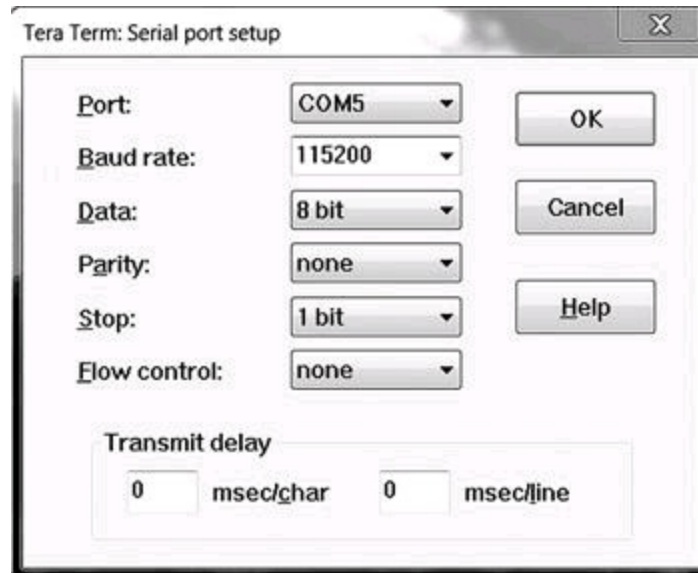 Tera Term: Serial port setup
Port: COM5
Baud rate: 115200
Data: 8 bit
Parity: none
Stop: 1 bit
Flow control: none
OK
Cancel
Help
Transmit delay
0 msec/char 0 msec/line